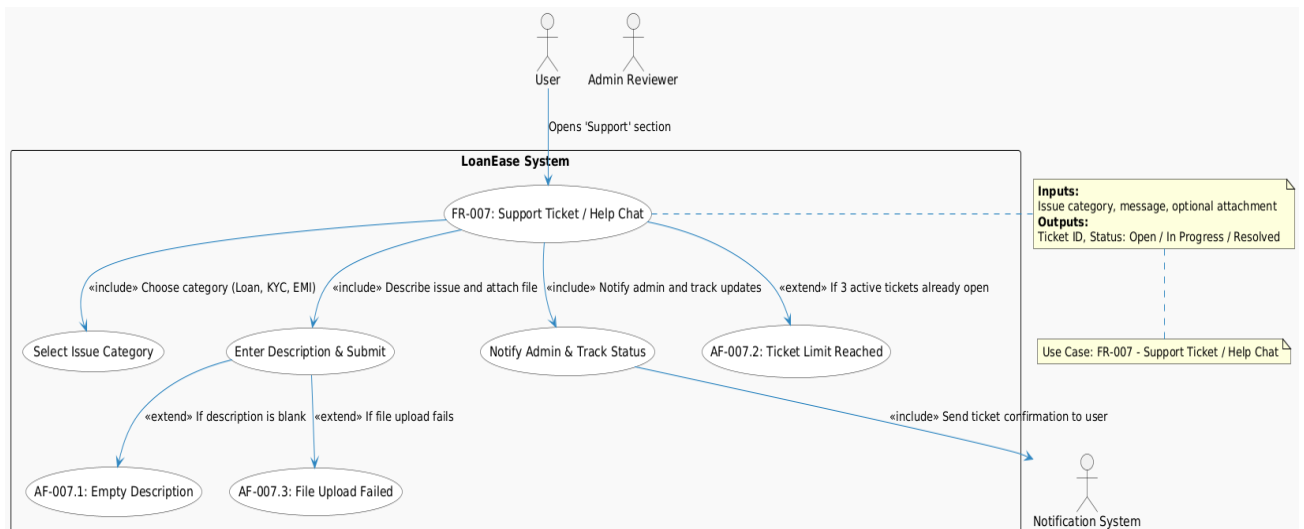 User
Admin Reviewer
Opens 'Support' section
LoanEase System
FR-007: Support Ticket / Help Chat
Inputs:
Issue category, message, optional attachment
Outputs:
Ticket ID, Status: Open / In Progress / Resolved
«include» Choose category (Loan, KYC, EMI)
«include» Describe issue and attach file
«include» Notify admin and track updates
«extend» If 3 active tickets already open
Select Issue Category
Enter Description & Submit
Notify Admin & Track Status
AF-007.2: Ticket Limit Reached
Use Case: FR-007 - Support Ticket / Help Chat
«extend» If description is blank
«extend» If file upload fails
«include» Send ticket confirmation to user
AF-007.1: Empty Description
AF-007.3: File Upload Failed
Notification System